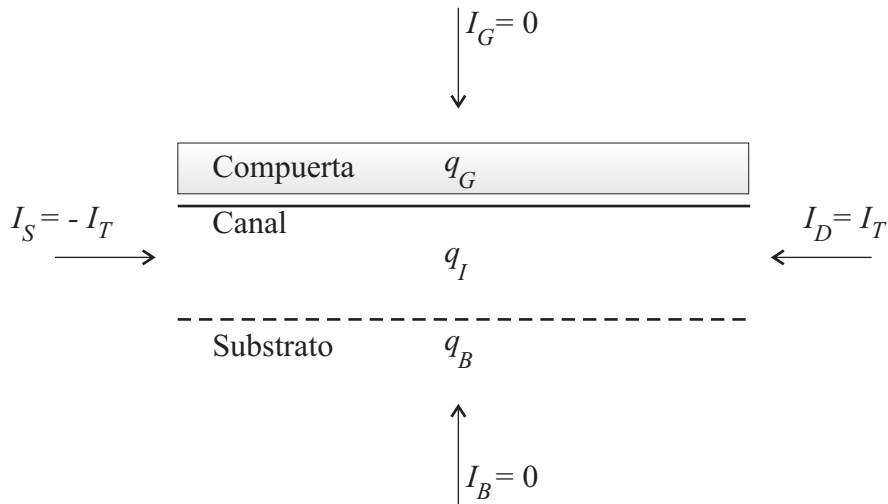 I_G = 0
Compuerta q_G
I_S = - I_T
Canal
I_D = I_T
q_I
Substrato q_B
I_B = 0